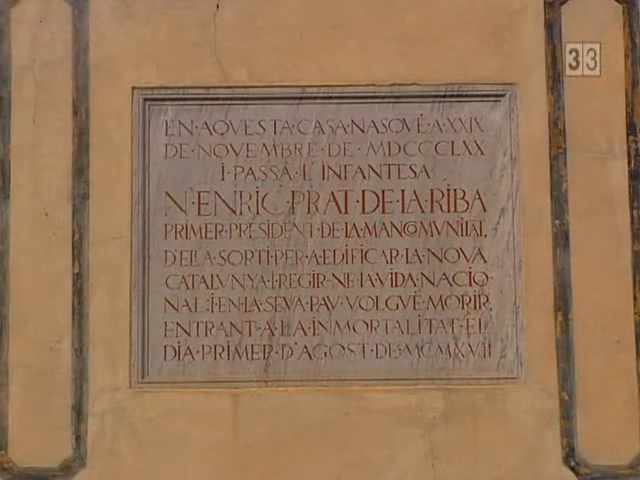 33
EN·AQVESTA·CASA·NASQVÉ·A·XXIX
DE·NOVEMBRE·DE·MDCCCLXX
I·PASSÀ·L'INFANTESA
N'ENRIC·PRAT·DE·LA·RIBA
PRIMER·PRESIDENT·DE·LA·MANCOMVNITAT.
D'ELLA·SORTÍ·PER·A·EDIFICAR·LA·NOVA
CATALVNYA·I·REGIR-NE·LA·VIDA·NACIO-
NAL:I·EN·LA·SEVA·PAV·VOLGVÉ·MORIR
ENTRANT·A·LA·INMORTALITAT·EL
DIA·PRIMER·D'AGOST·DE·MCMXVII